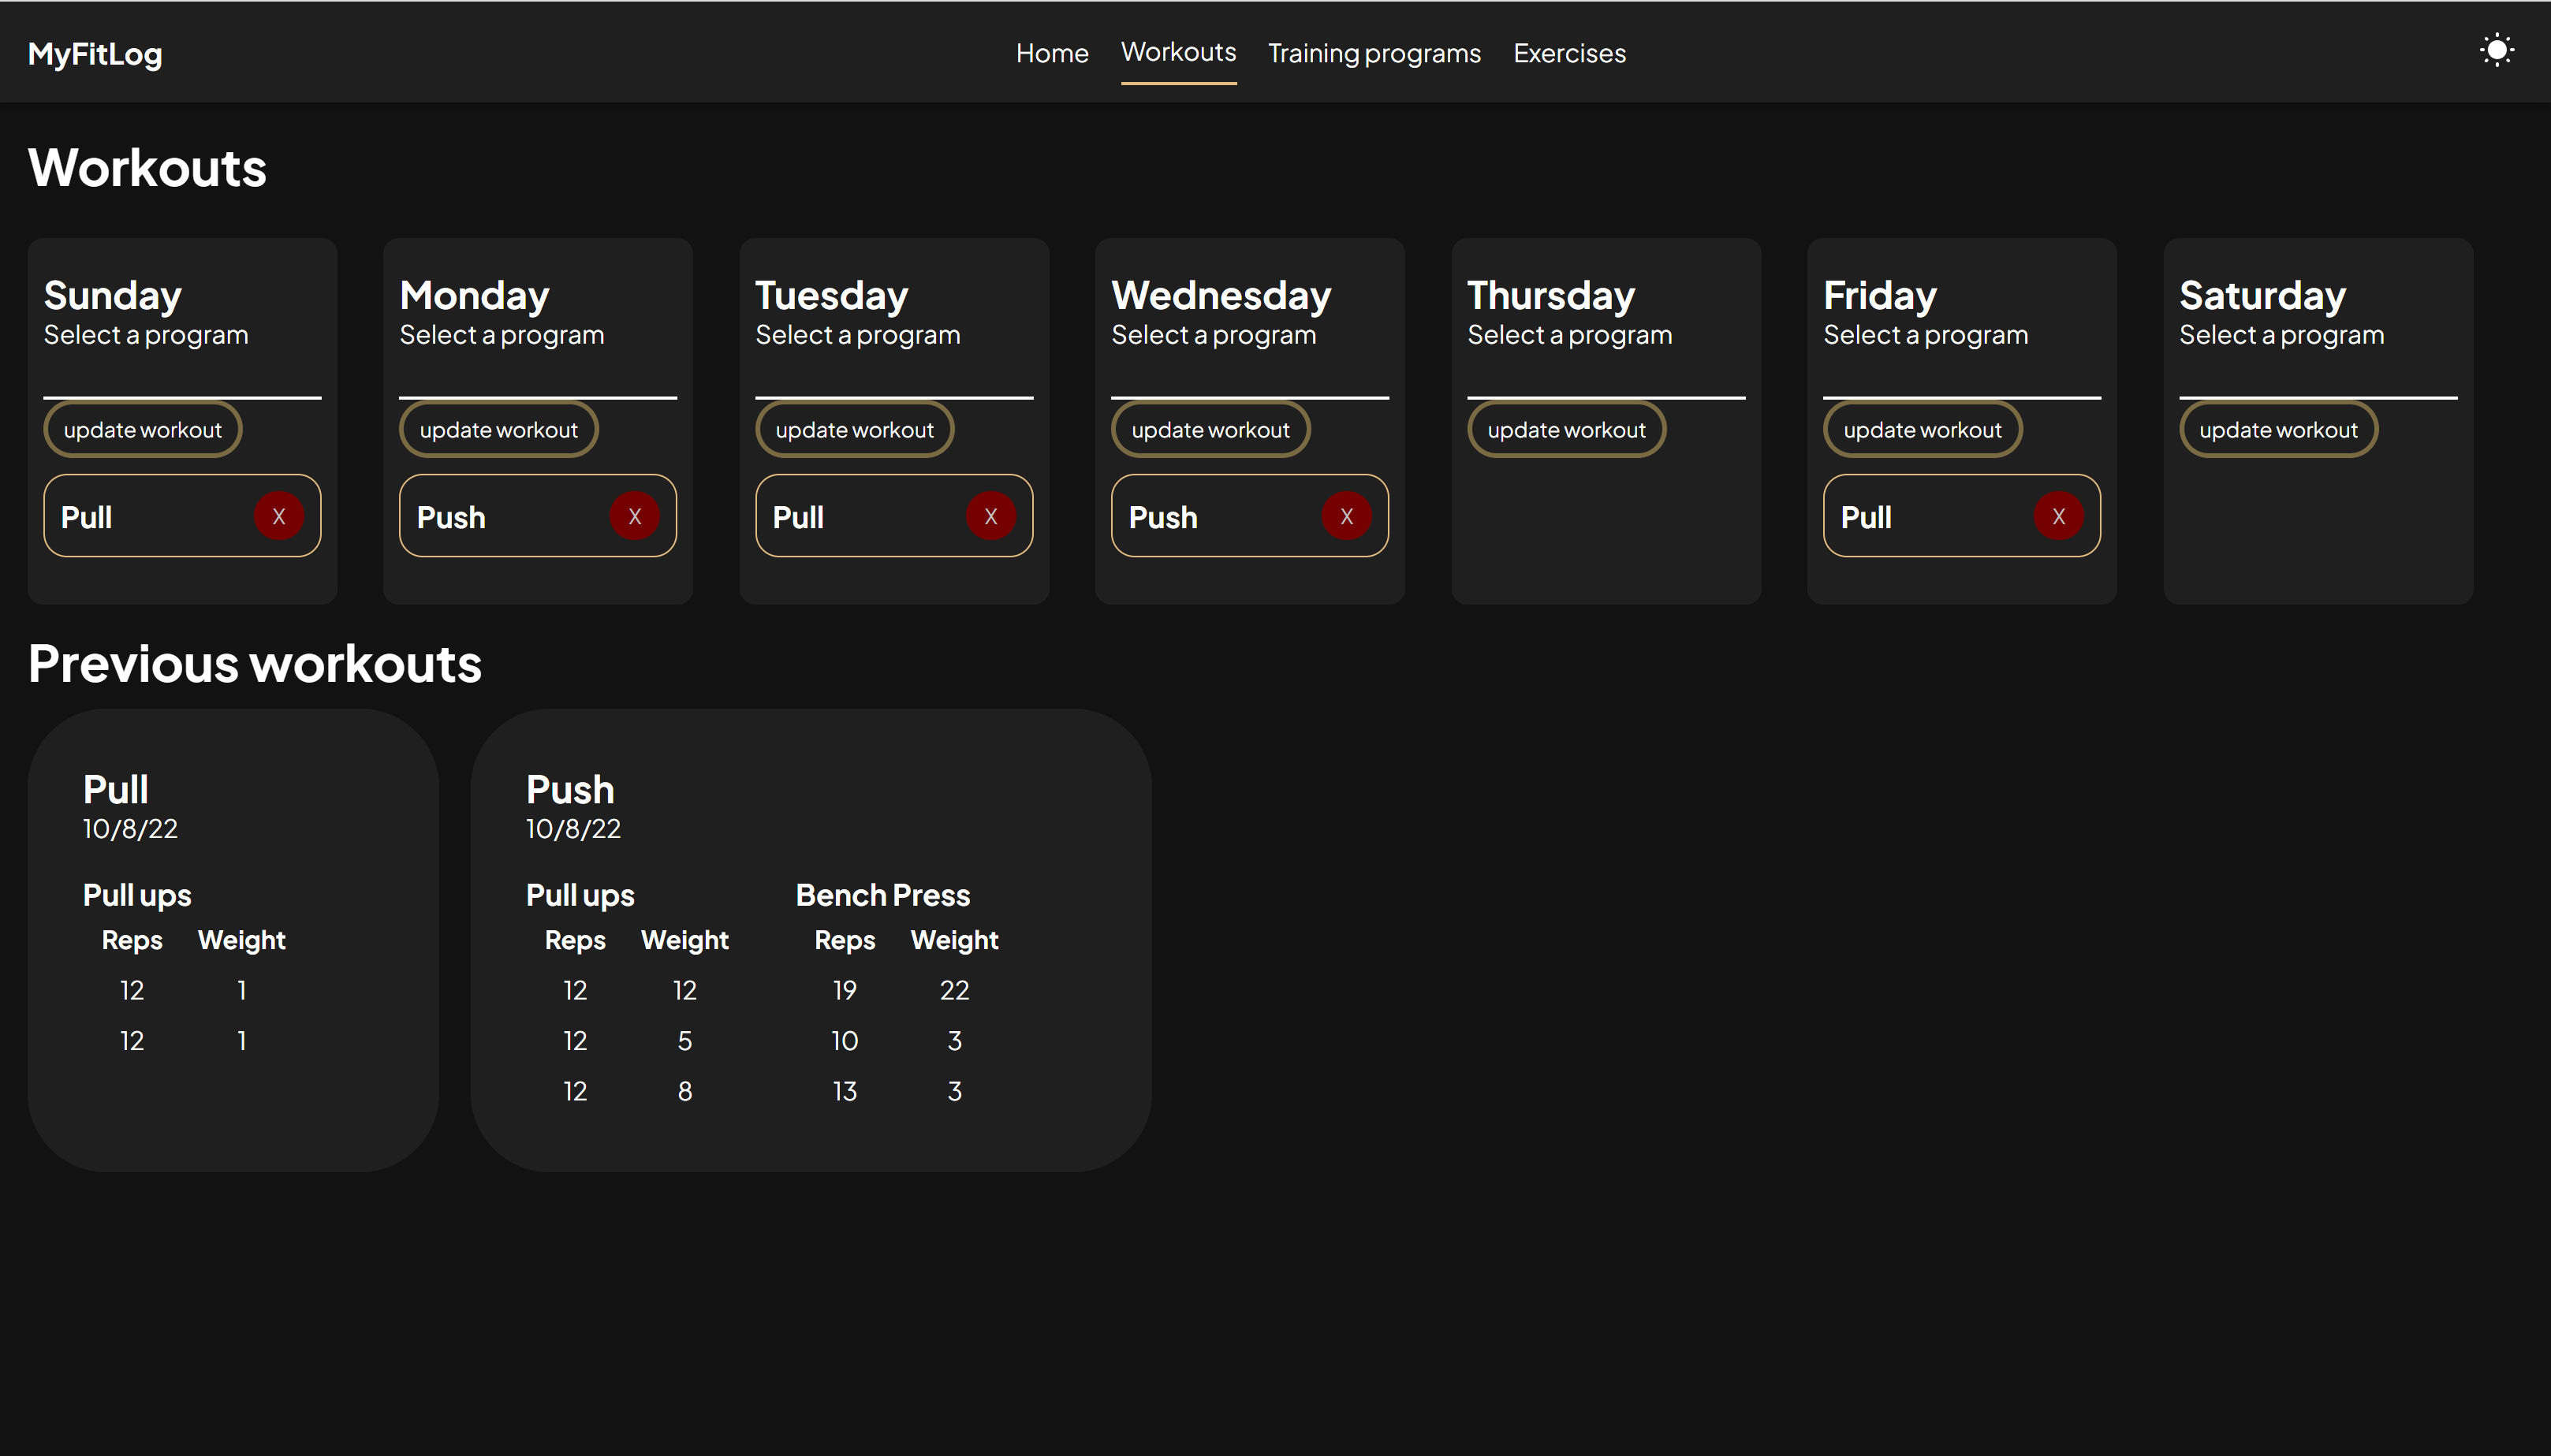 MyFitLog
Home Workouts Training programs Exercises
Workouts
Sunday Monday Tuesday Wednesday Thursday Friday Saturday
Select a program Select a program Select a program Select a program Select a program Select a program Select a program
update workout update workout update workout update workout update workout update workout update workout
Pull X Push X Pull X Push X Pull X
Previous workouts
Pull
10/8/22
Pull ups
Reps Weight
12 1
12 1
Push
10/8/22
Pull ups Bench Press
Reps Weight Reps Weight
12 12 19 22
12 5 10 3
12 8 13 3